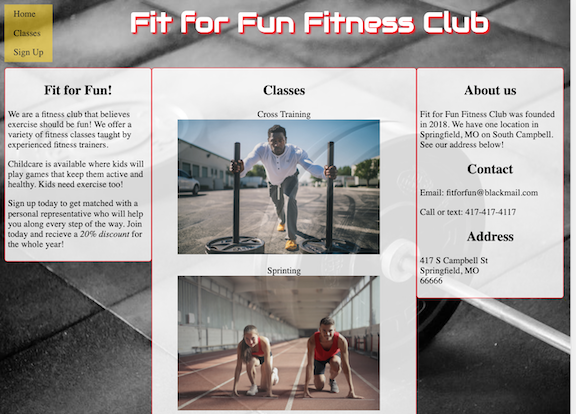 Home
Classes
Sign Up
Fit for Fun Fitness Club
Fit for Fun!
We are a fitness club that believes
exercise should be fun! We offer a
variety of fitness classes taught by
experienced fitness trainers.
Childcare is available where kids will
play games that keep them active and
healthy. Kids need exercise too!
Sign up today to get matched with a
personal representative who will help
you along every step of the way. Join
today and recieve a 20% discount for
the whole year!
Classes
Cross Training
Sprinting
About us
Fit for Fun Fitness Club was founded
in 2018. We have one location in
Springfield, MO on South Campbell.
See our address below!
Contact
Email: fitforfun@blackmail.com
Call or text: 417-417-4117
Address
417 S Campbell St
Springfield, MO
66666